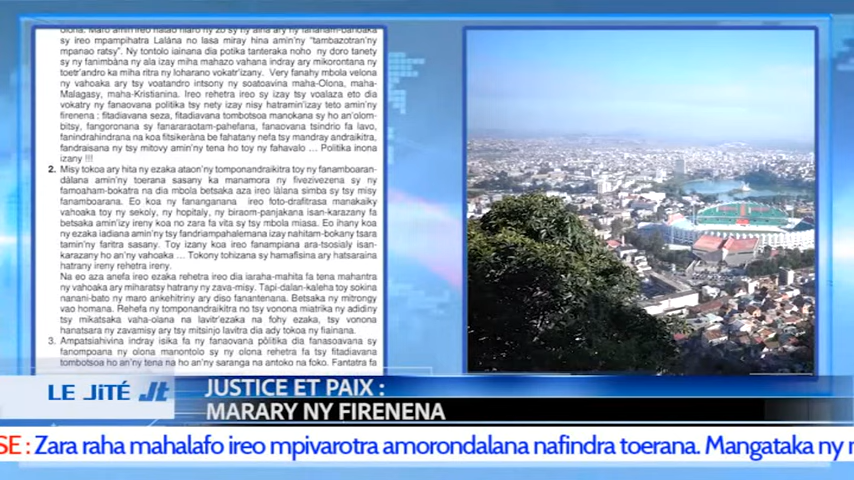 olona. Maro amin'ireo
sy ireo mpampihatra Lalàna no lasa miray hina amin'ny "tambazotran'ny
mpanao ratsy". Ny tontolo iainana dia potika tanteraka noho ny doro tanety
sy ny fanimbàna ny ala izay miha mahazo vahana indray ary mikorontana ny
toetr'andro ka miha ritra ny loharano vokatr'izany. Very fanahy mbola velona
ny vahoaka ary tsy voatandro intsony ny soatoavina maha-Olona, maha-
Malagasy, maha-Kristianina. Ireo rehetra ireo sy izay tsy voalaza eto dia
vokatry ny fanaovana politika tsy nety izay nisy hatramin'izay teto amin'ny
firenena : fitadiavana seza, fitadiavana tombotsoa manokana sy ho an'olom-
bitsy, fangoronana sy fanararaotam-pahefana, fanaovana tsindrio fa lavo,
fanindrahindrana na koa fitsikeràna be fahatany nefa tsy mandray andraikitra,
fandraisana ny tsy mitovy amin'ny tena ho toy ny fahavalo ... Politika inona
izany !!!
2. Misy tokoa ary hita ny ezaka ataon'ny tomponandraikitra toy ny fanamboaran-
dàlana amin'ny toerana sasany ka manamora ny fivezivezena sy ny
famoaham-bokatra na dia mbola betsaka aza ireo làlana simba sy tsy misy
fanamboarana. Eo koa ny fananganana ireo foto-drafitrasa manakaiky
vahoaka toy ny sekoly, ny hopitaly, ny biraom-panjakana isan-karazany fa
betsaka amin'izy ireny koa no zara fa vita sy tsy mbola miasa. Eo ihany koa
ny ezaka iadiana amin'ny tsy fandriampahalemana izay nahitam-bokany tsara
tamin'ny faritra sasany. Toy izany koa ireo fanampiana ara-tsosialy isan-
karazany ho an'ny vahoaka ... Tokony tohizana sy hamafisina ary hatsaraina
hatrany ireny rehetra ireny.
Na eo aza anefa ireo ezaka rehetra ireo dia iaraha-mahita fa tena mahantra
ny vahoaka ary miharatsy hatrany ny zava-misy. Tapi-dalan-kaleha toy sokina
nanani-bato ny maro ankehitriny ary diso fanantenana. Betsaka ny mitrongy
vao homana. Rehefa ny tomponandraikitra no tsy vonona miatrika ny adidiny
tsy mikatsaka vaha-olana na lavitr'ezaka na fohy ezaka, tsy vonona
hanatsara ny zavamisy ary tsy mitsinjo lavitra dia ady tokoa ny fiainana.
3. Ampatsiahivina indray isika fa ny fanaovana pôlitika dia fanasoavana sy
fanompoana ny olona manontolo sy ny olona rehetra fa tsy fitadiavana
tombotsoa ho an'ny tena na ho an'ny saranga na antoko na foko. Fantatra fa
LE JiTÉ Jt
JUSTICE ET PAIX :
MARARY NY FIRENENA
SE : Zara raha mahalafo ireo mpivarotra amorondalana nafindra toerana. Mangataka ny